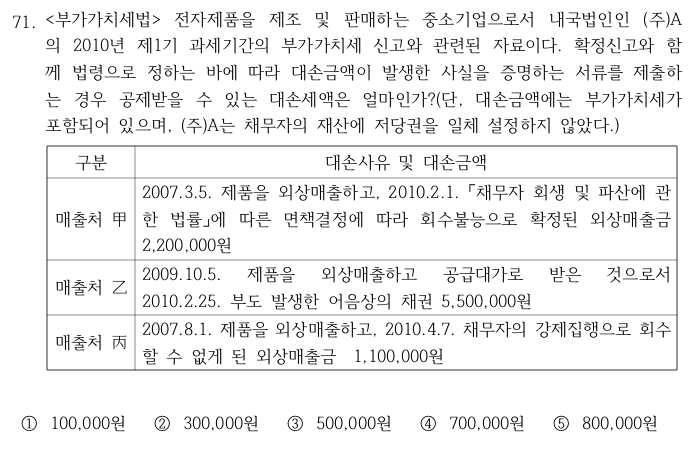 71. <부가가치세법> 전자제품을 제조 및 판매하는 중소기업으로서 내국법인인 (주)A
의 2010년 제1기 과세기간의 부가가치세 신고와 관련된 자료이다. 확정신고와 함
께 법령으로 정하는 바에 따라 대손금액이 발생한 사실을 증명하는 서류를 제출하
는 경우 공제받을 수 있는 대손세액은 얼마인가?(단, 대손금액에는 부가가치세가
포함되어 있으며, (주)A는 채무자의 재산에 저당권을 일체 설정하지 않았다.)
구분 대손사유 및 대손금액
매출처 甲 2007.3.5. 제품을 외상매출하고, 2010.2.1. 「채무자 회생 및 파산에 관
한 법률」에 따른 면책결정에 따라 회수불능으로 확정된 외상매출금
2,200,000원
매출처 乙 2009.10.5. 제품을 외상매출하고 공급대가로 받은 것으로서
2010.2.25. 부도 발생한 어음상의 채권 5,500,000원
매출처 丙 2007.8.1. 제품을 외상매출하고, 2010.4.7. 채무자의 강제집행으로 회수
할 수 없게 된 외상매출금 1,100,000원
① 100,000원 ② 300,000원 ③ 500,000원 ④ 700,000원 ⑤ 800,000원